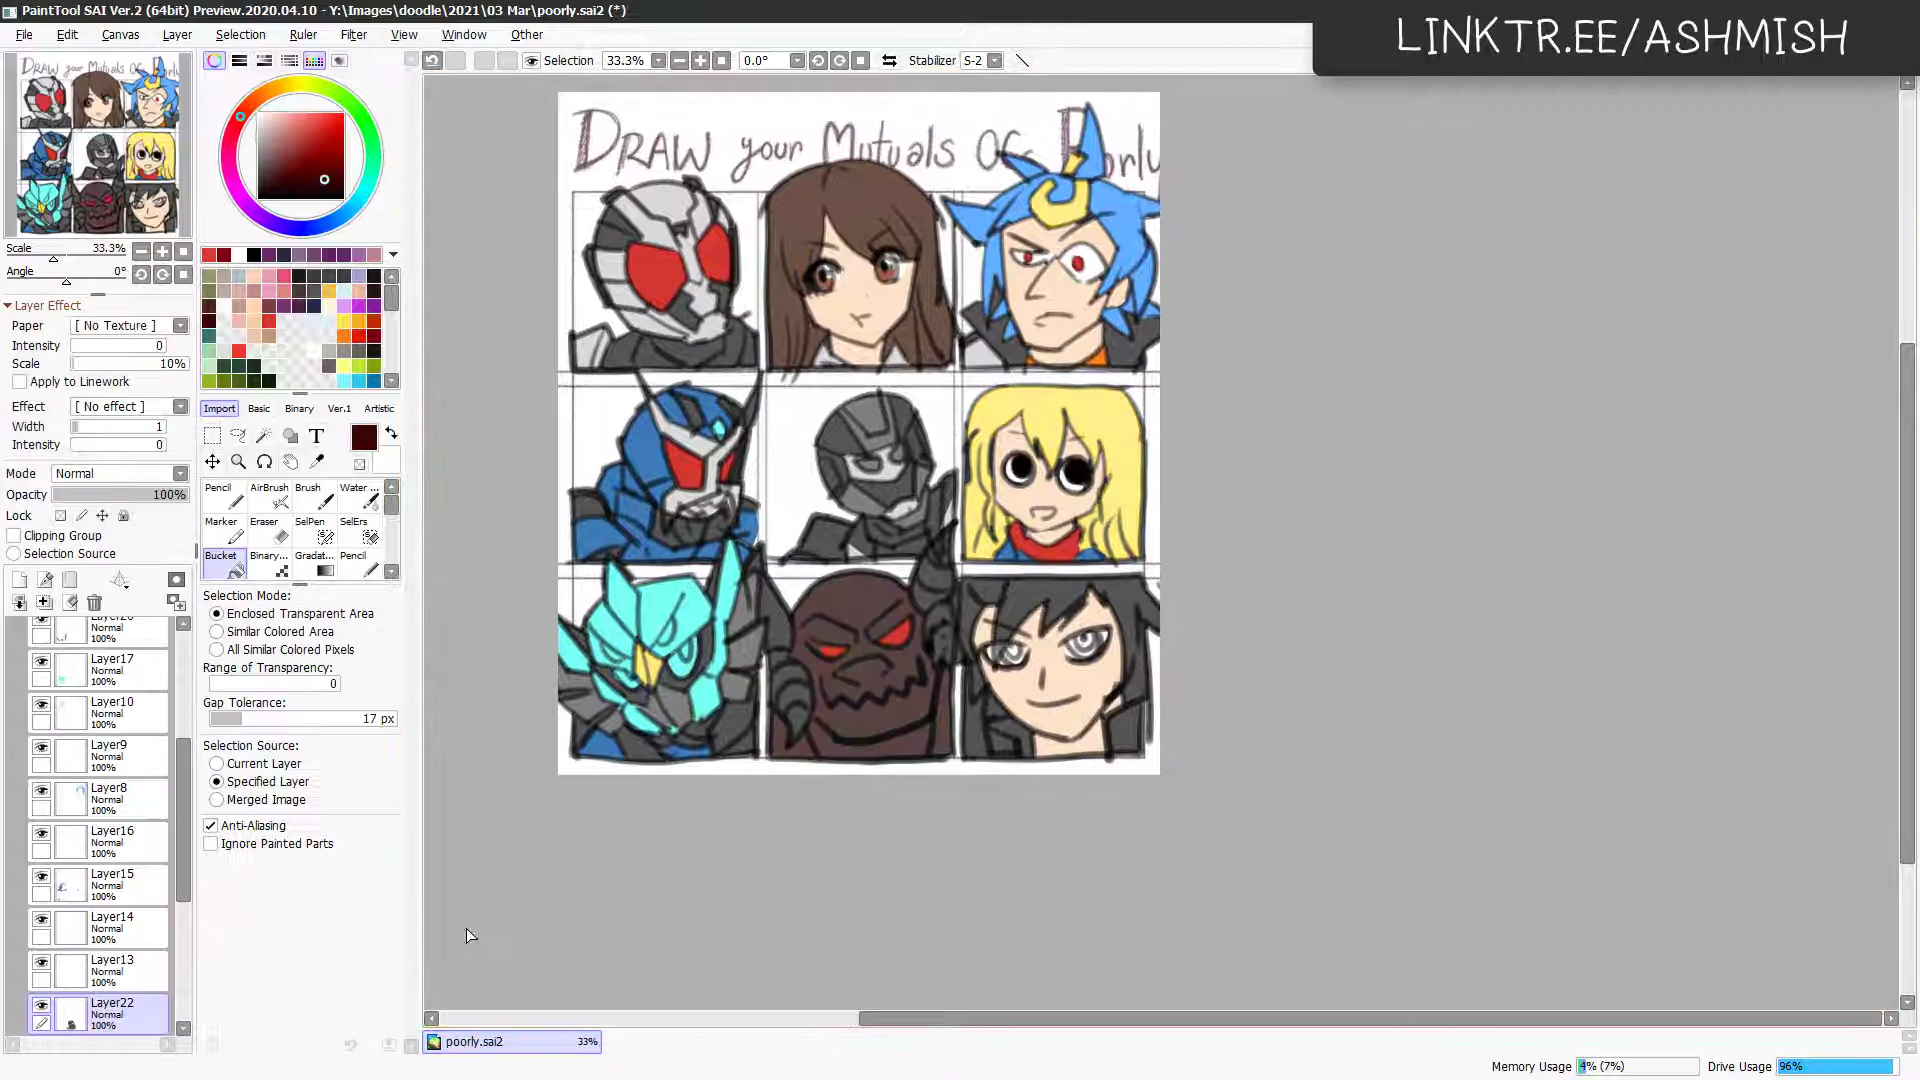 PaintTool SAI Ver.2 (64bit) Preview.2020.04.10 - Y:\Images\doodle\2021\03 Mar\poorly.sai2 (*)
LINKTR.EE/ASHMISH
File Edit Canvas Layer Selection Ruler Filter View Window Other
Selection 33.3% 0.0° Stabilizer S-2
DRAW your Mutuals
Scale 33.3%
Angle 0°
Layer Effect
Paper [ No Texture ]
Intensity 0
Scale 10%
Apply to Linework
Effect [ No effect ]
Width 1
Intensity 0
Mode Normal
Opacity 100%
Lock
Clipping Group
Selection Source
Normal
100%
Layer17
Normal
100%
Layer10
Normal
100%
Layer9
Normal
100%
Layer8
Normal
100%
Layer16
Normal
100%
Layer15
Normal
100%
Layer14
Normal
100%
Layer13
Normal
100%
Layer22
Normal
100%
Import Basic Binary Ver.1 Artistic
T
Pencil AirBrush Brush Water ...
Marker Eraser SelPen SelErs
Bucket Binary... Gradat... Pencil
Selection Mode:
Enclosed Transparent Area
Similar Colored Area
All Similar Colored Pixels
Range of Transparency:
0
Gap Tolerance:
17 px
Selection Source:
Current Layer
Specified Layer
Merged Image
Anti-Aliasing
Ignore Painted Parts
poorly.sai2 33%
Memory Usage 4% (7%) Drive Usage 96%